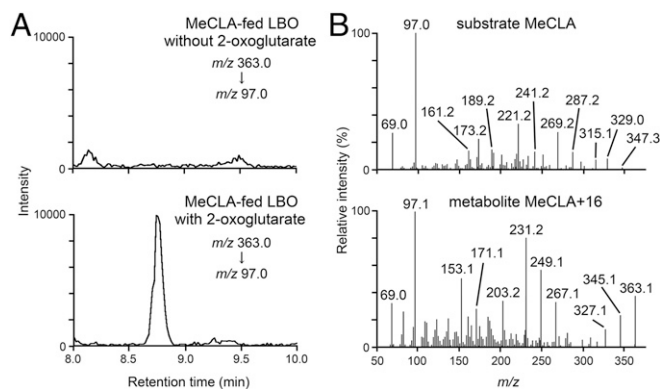 A
MeCLA-fed LBO
without 2-oxoglutarate
m/z 363.0
↓
m/z 97.0
10000
0
MeCLA-fed LBO
with 2-oxoglutarate
m/z 363.0
↓
m/z 97.0
10000
0
Intensity
8.0 8.5 9.0 9.5 10.0
Retention time (min)
B
substrate MeCLA
100
0
97.0
69.0
161.2
173.2
189.2
221.2
241.2
269.2
287.2
315.1
329.0
347.3
Relative intensity (%)
metabolite MeCLA+16
100
0
97.1
69.0
153.1
171.1
203.2
231.2
249.1
267.1
327.1
345.1
363.1
50 100 150 200 250 300 350
m/z